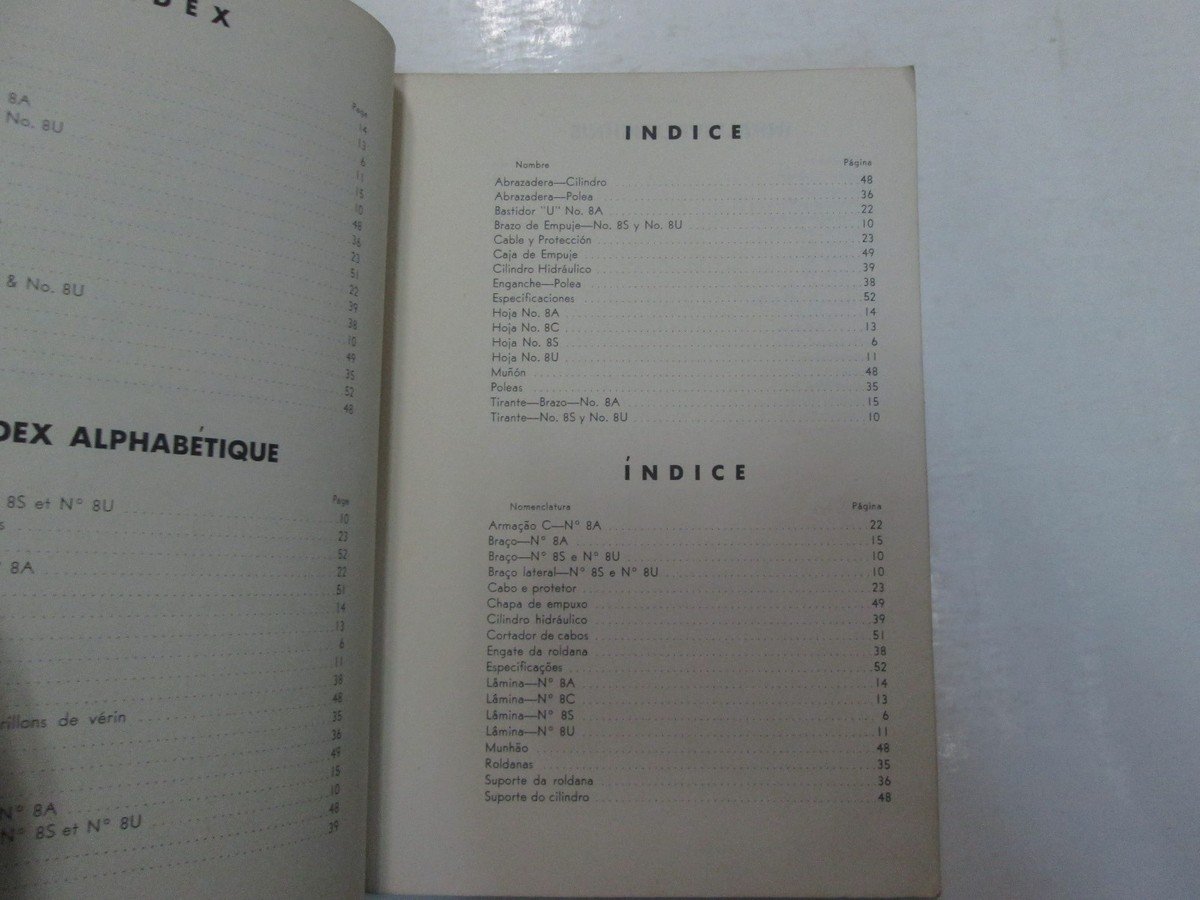 DEX
Page
8A
14
No. 8U
13
6
11
15
10
48
36
23
51
22
& No. 8U
39
38
10
49
35
52
48
DEX ALPHABÉTIQUE
Page
8S et N° 8U 10
s 23
52
8A 22
51
14
13
6
11
38
48
rillons de vérin 35
36
49
15
10
N° 8A 48
N° 8S et N° 8U 39
INDICE
Nombre Página
Abrazadera—Cilindro 48
Abrazadera—Polea 36
Bastidor "U" No. 8A 22
Brazo de Empuje—No. 8S y No. 8U 10
Cable y Protección 23
Caja de Empuje 49
Cilindro Hidráulico 39
Enganche—Polea 38
Especificaciones 52
Hoja No. 8A 14
Hoja No. 8C 13
Hoja No. 8S 6
Hoja No. 8U 11
Muñón 48
Poleas 35
Tirante—Brazo—No. 8A 15
Tirante—No. 8S y No. 8U 10
ÍNDICE
Nomenclatura Página
Armação C—N° 8A 22
Braço—N° 8A 15
Braço—N° 8S e N° 8U 10
Braço lateral—N° 8S e N° 8U 10
Cabo e protetor 23
Chapa de empuxo 49
Cilindro hidráulico 39
Cortador de cabos 51
Engate da roldana 38
Especificações 52
Lâmina—N° 8A 14
Lâmina—N° 8C 13
Lâmina—N° 8S 6
Lâmina—N° 8U 11
Munhão 48
Roldanas 35
Suporte da roldana 36
Suporte do cilindro 48